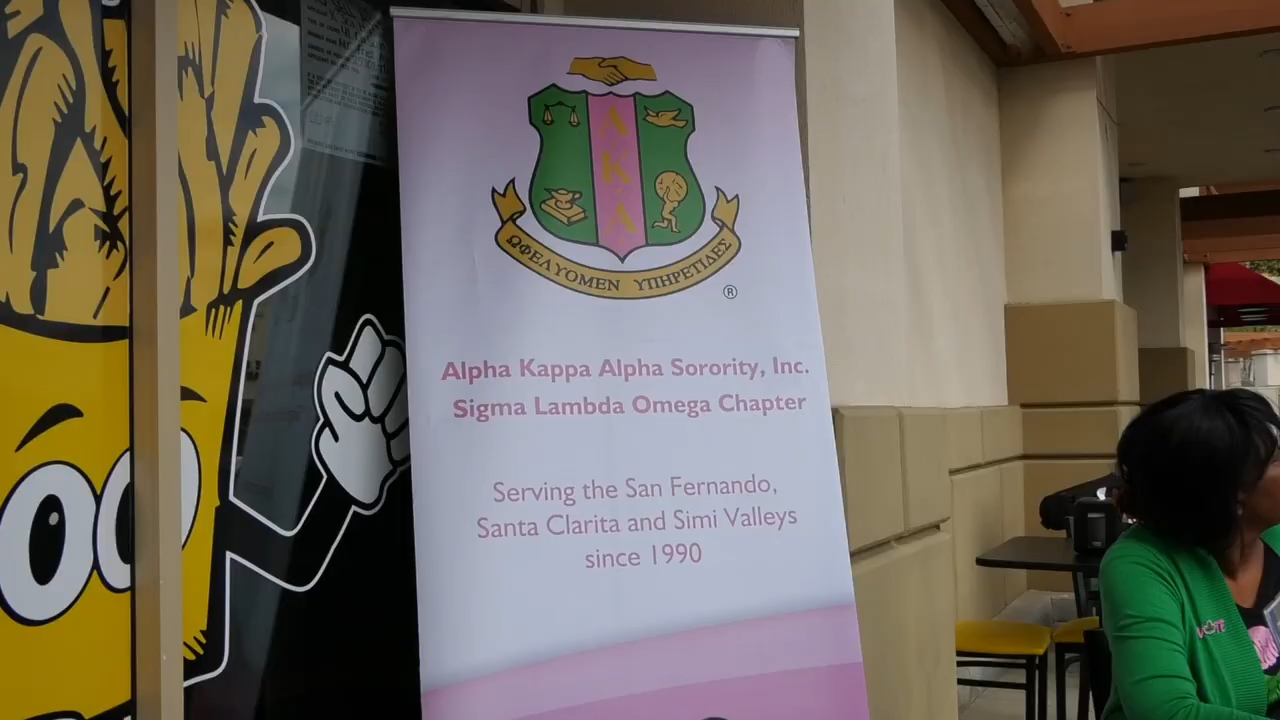 ΑΚΑ
ΩΦΕΛΥΟΜΕΝ ΥΠΗΡΕΤΙΔΕΣ
®
Alpha Kappa Alpha Sorority, Inc.
Sigma Lambda Omega Chapter
Serving the San Fernando,
Santa Clarita and Simi Valleys
since 1990
VOTE